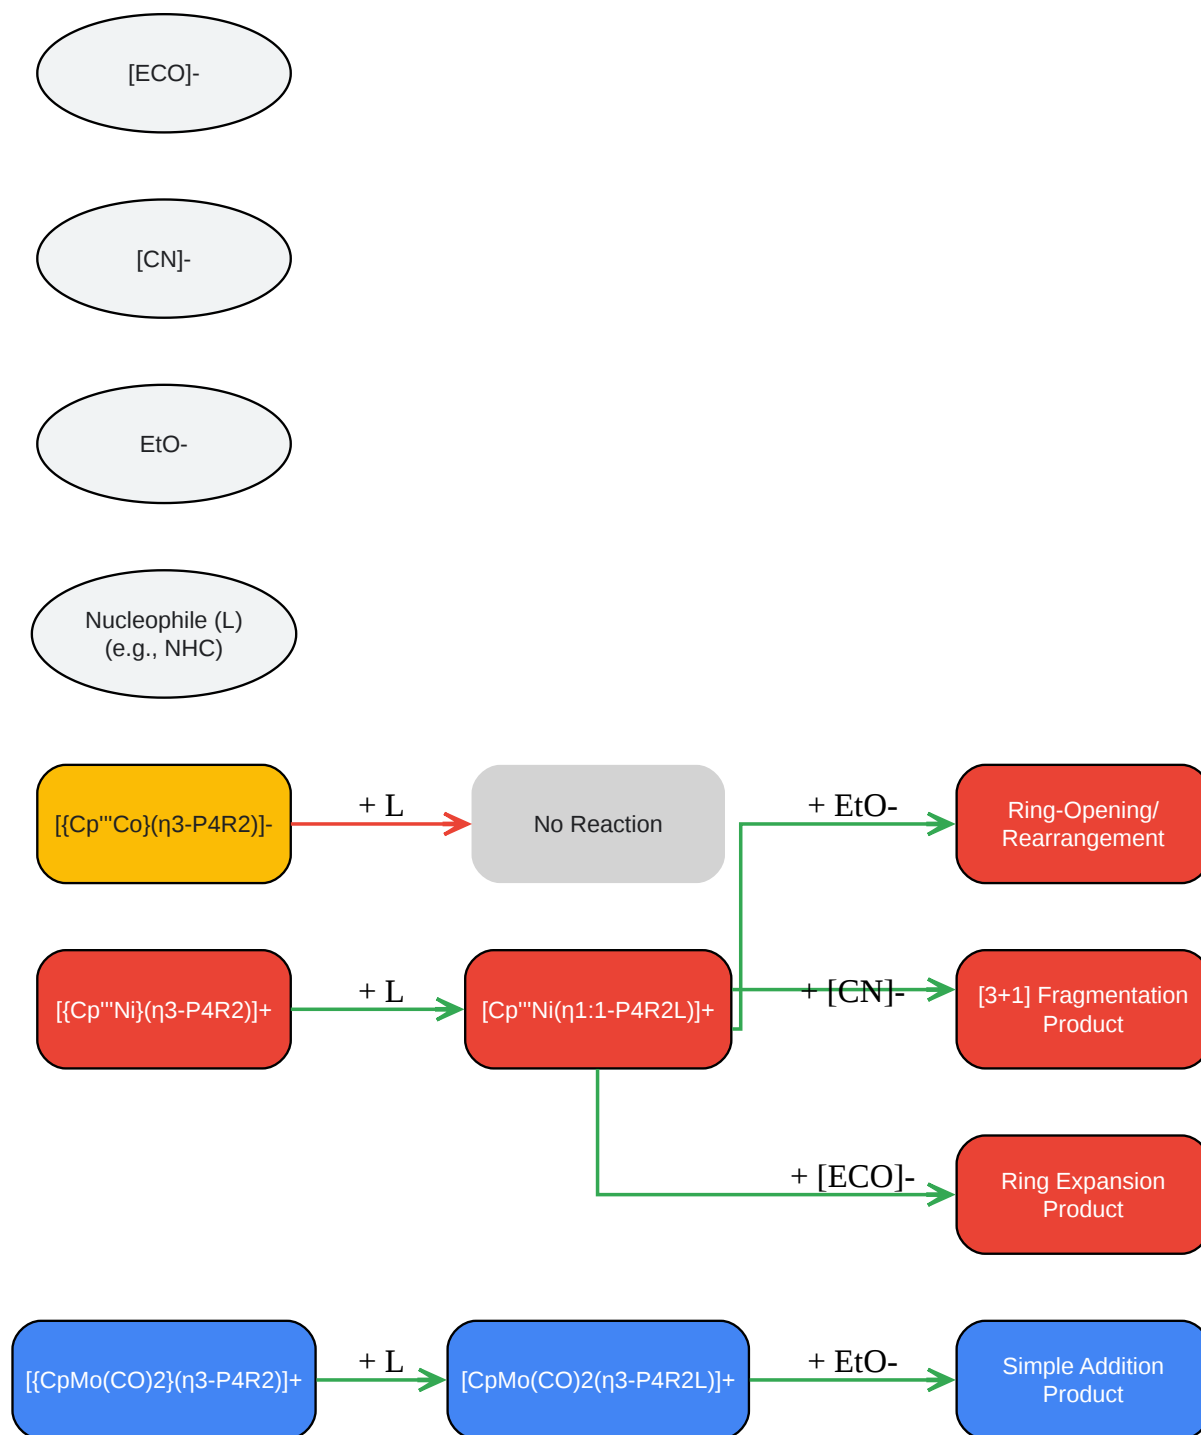 [ECO]-
[CN]-
EtO-
Nucleophile (L)
(e.g., NHC)
[{Cp'''Co}(η3-P4R2)]-
+ L
No Reaction
+ EtO-
Ring-Opening/
Rearrangement
[{Cp'''Ni}(η3-P4R2)]+
+ L
[Cp'''Ni(η1:1-P4R2L)]+
+ [CN]-
[3+1] Fragmentation
Product
+ [ECO]-
Ring Expansion
Product
[{CpMo(CO)2}(η3-P4R2)]+
+ L
[CpMo(CO)2(η3-P4R2L)]+
+ EtO-
Simple Addition
Product